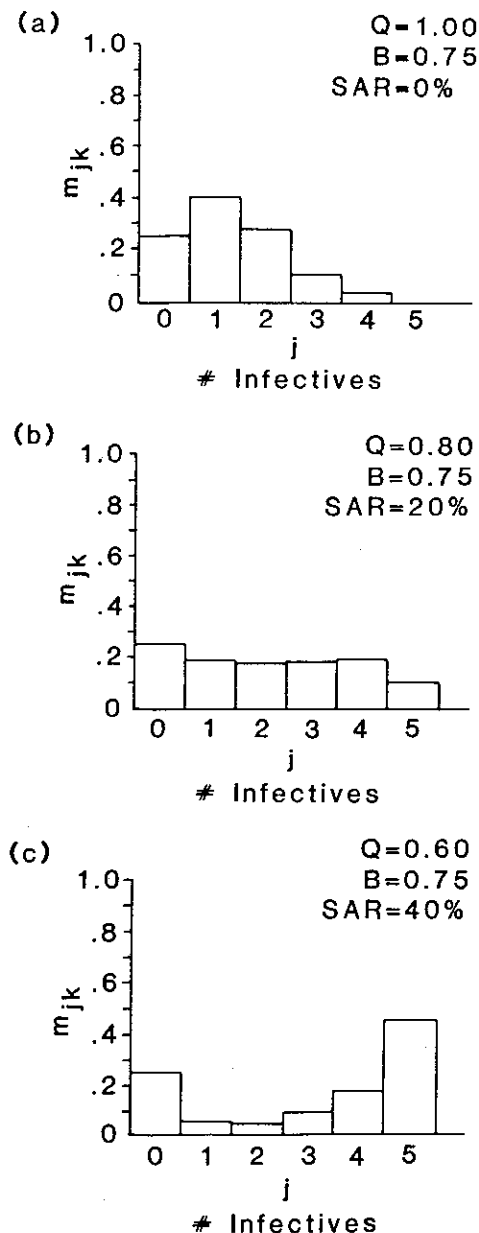 (a)
Q=1.00
B=0.75
SAR=0%
1.0
.8
.6
.4
.2
0
m jk
0 1 2 3 4 5
j
# Infectives
(b)
Q=0.80
B=0.75
SAR=20%
1.0
.8
.6
.4
.2
0
m jk
0 1 2 3 4 5
j
# Infectives
(c)
Q=0.60
B=0.75
SAR=40%
1.0
.8
.6
.4
.2
0
m jk
0 1 2 3 4 5
j
# Infectives